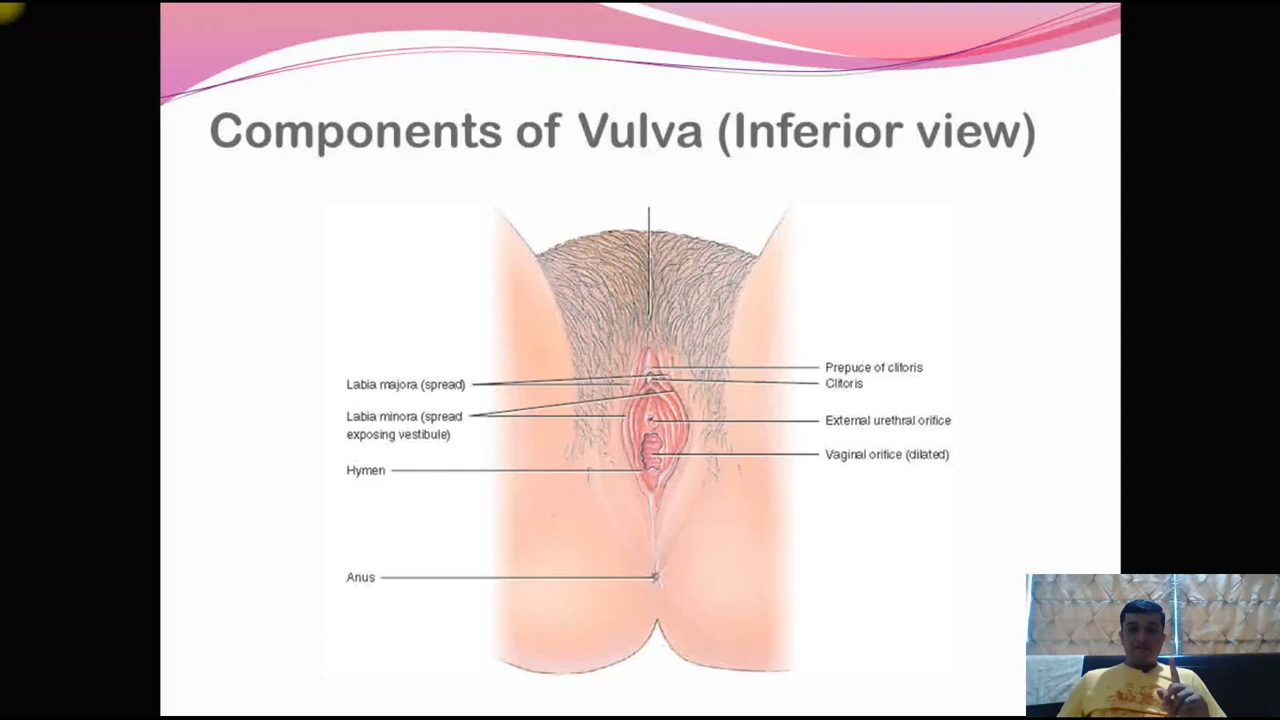 Components of Vulva (Inferior view)
Labia majora (spread)
Labia minora (spread
exposing vestibule)
Hymen
Anus
Prepuce of clitoris
Clitoris
External urethral orifice
Vaginal orifice (dilated)